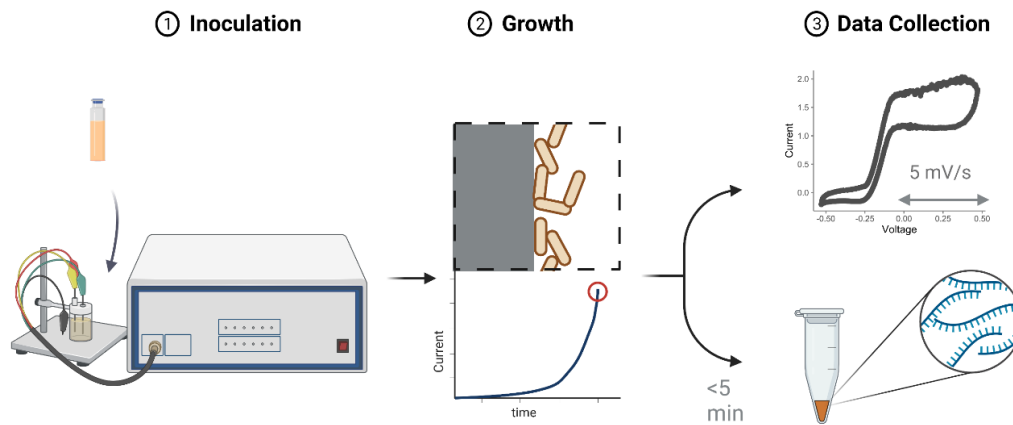 1 Inoculation
2 Growth
3 Data Collection
Current
time
2.0
1.5
1.0
0.5
0.0
Current
5 mV/s
-0.50
-0.25
0.00
0.25
0.50
Voltage
<5
min